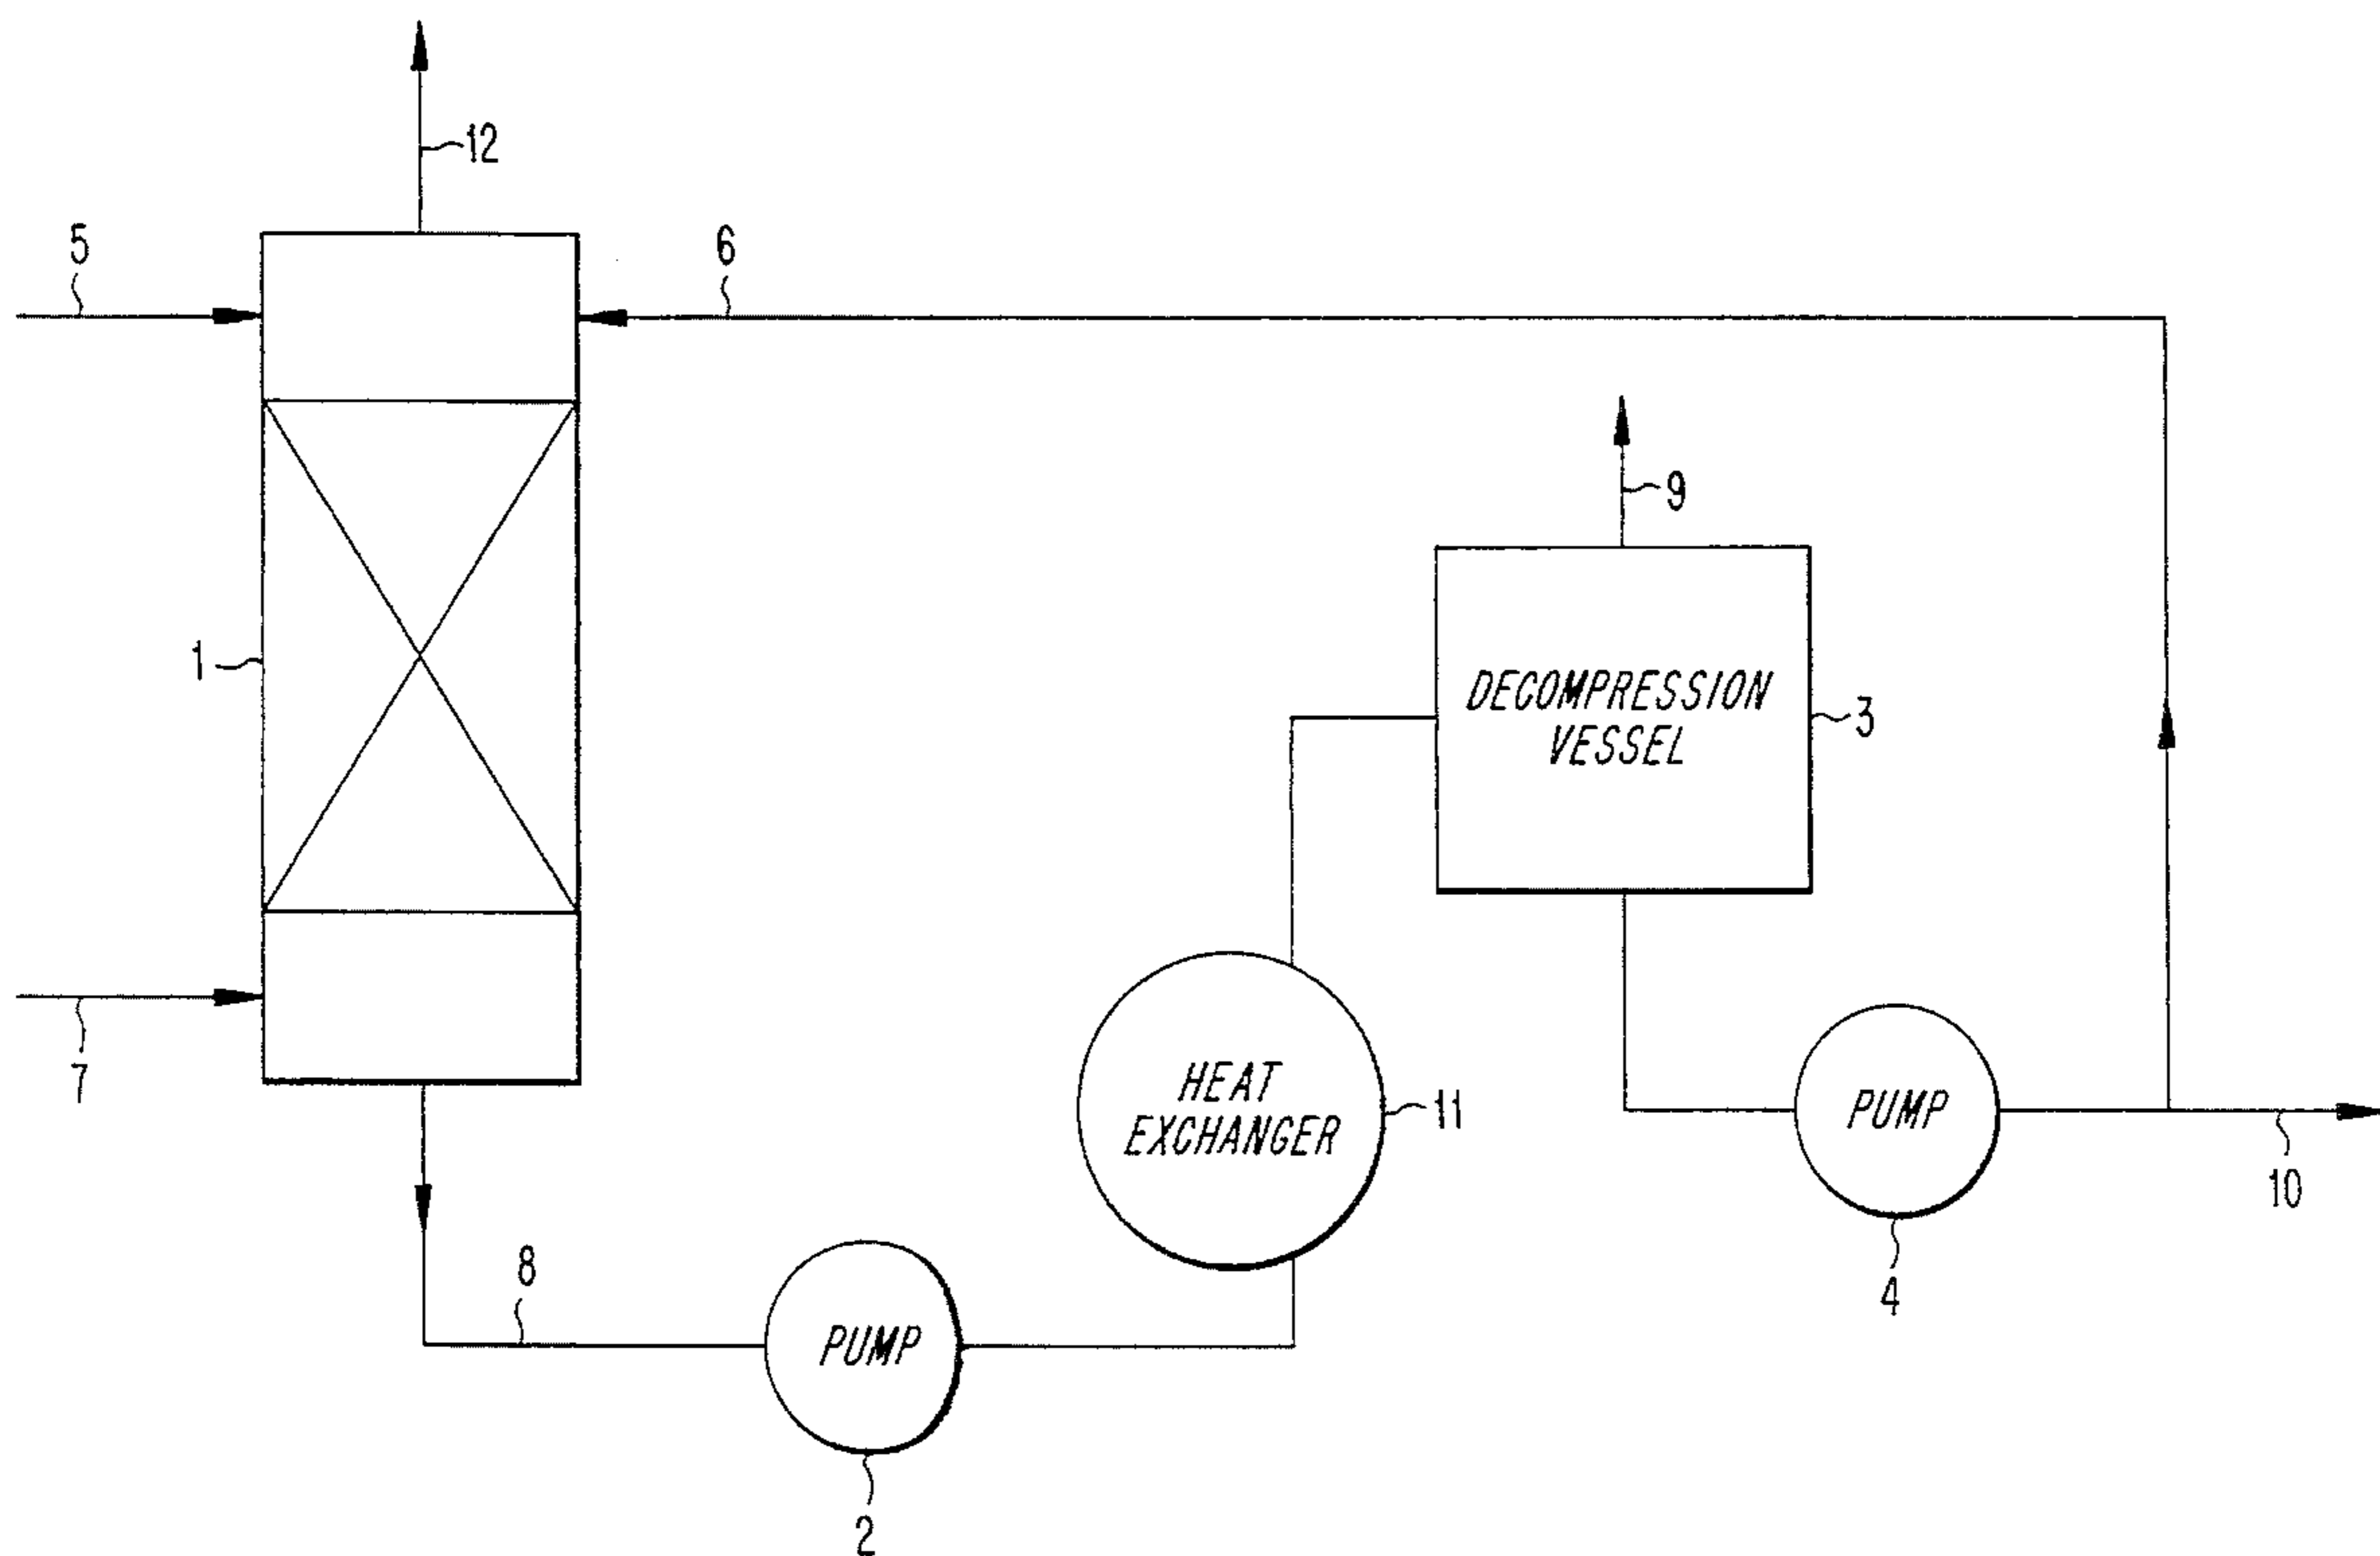 12
5
6
9
1
DECOMPRESSION
VESSEL
3
7
HEAT
EXCHANGER
11
PUMP
10
4
8
PUMP
2